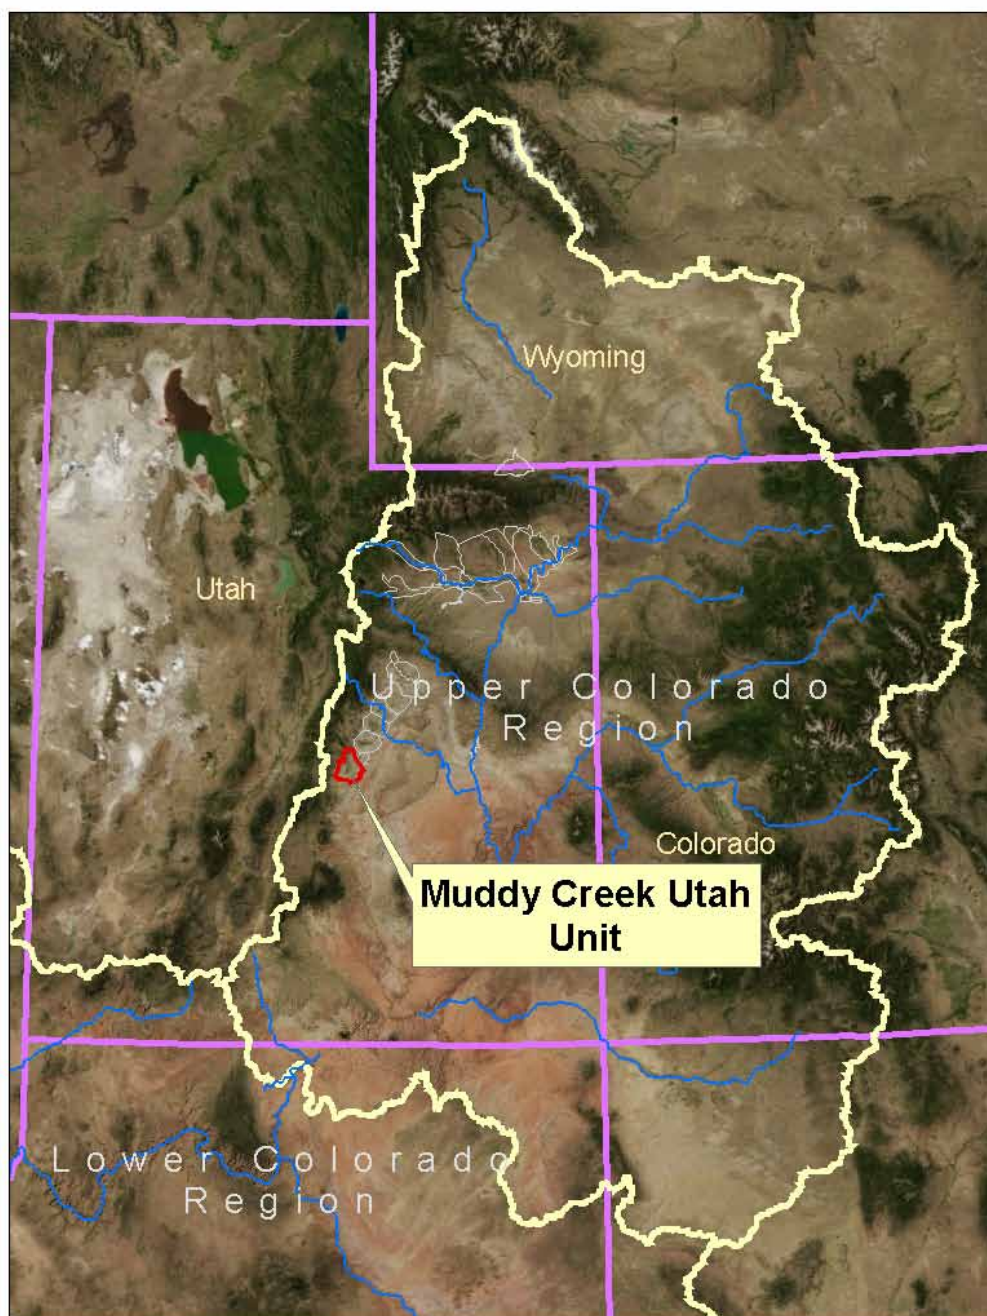 Wyoming
Utah
Upper Colorado
Region
Colorado
Muddy Creek Utah
Unit
Lower Colorado
Region